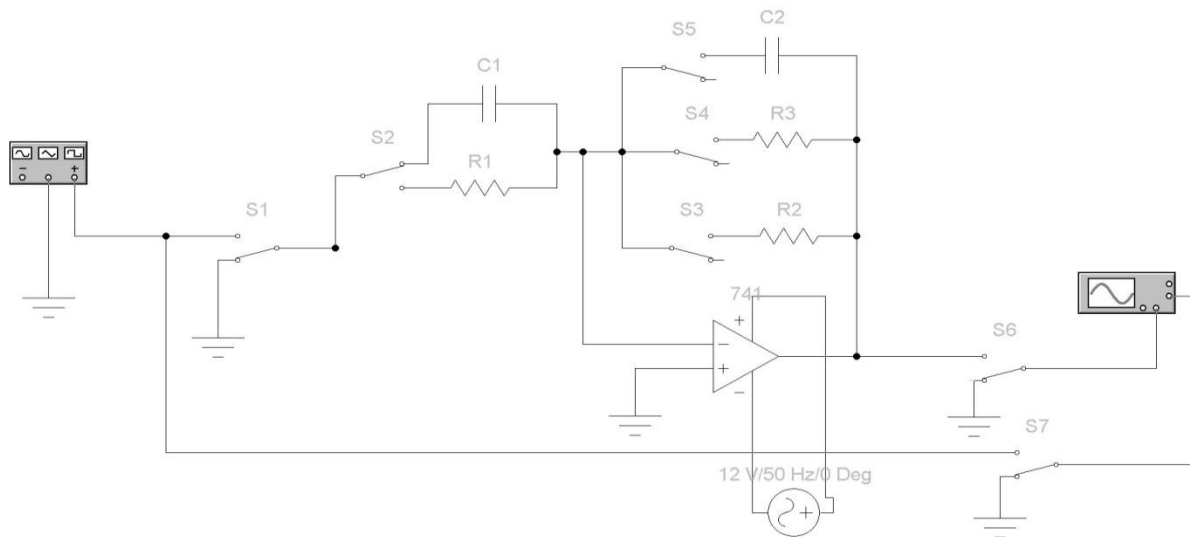 S5
C2
C1
S4
R3
S2
R1
S1
S3
R2
741
S6
S7
12 V/50 Hz/0 Deg